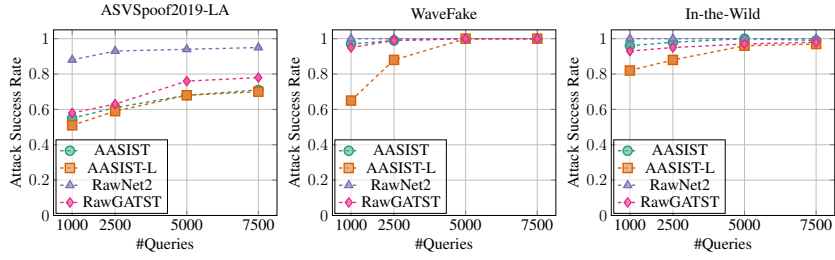 ASVSpoof2019-LA
1
0.8
0.6
0.4
0.2
0
Attack Success Rate
AASIST
AASIST-L
RawNet2
RawGATST
1000 2500 5000 7500
#Queries
WaveFake
1
0.8
0.6
0.4
0.2
0
Attack Success Rate
AASIST
AASIST-L
RawNet2
RawGATST
1000 2500 5000 7500
#Queries
In-the-Wild
1
0.8
0.6
0.4
0.2
0
Attack Success Rate
AASIST
AASIST-L
RawNet2
RawGATST
1000 2500 5000 7500
#Queries